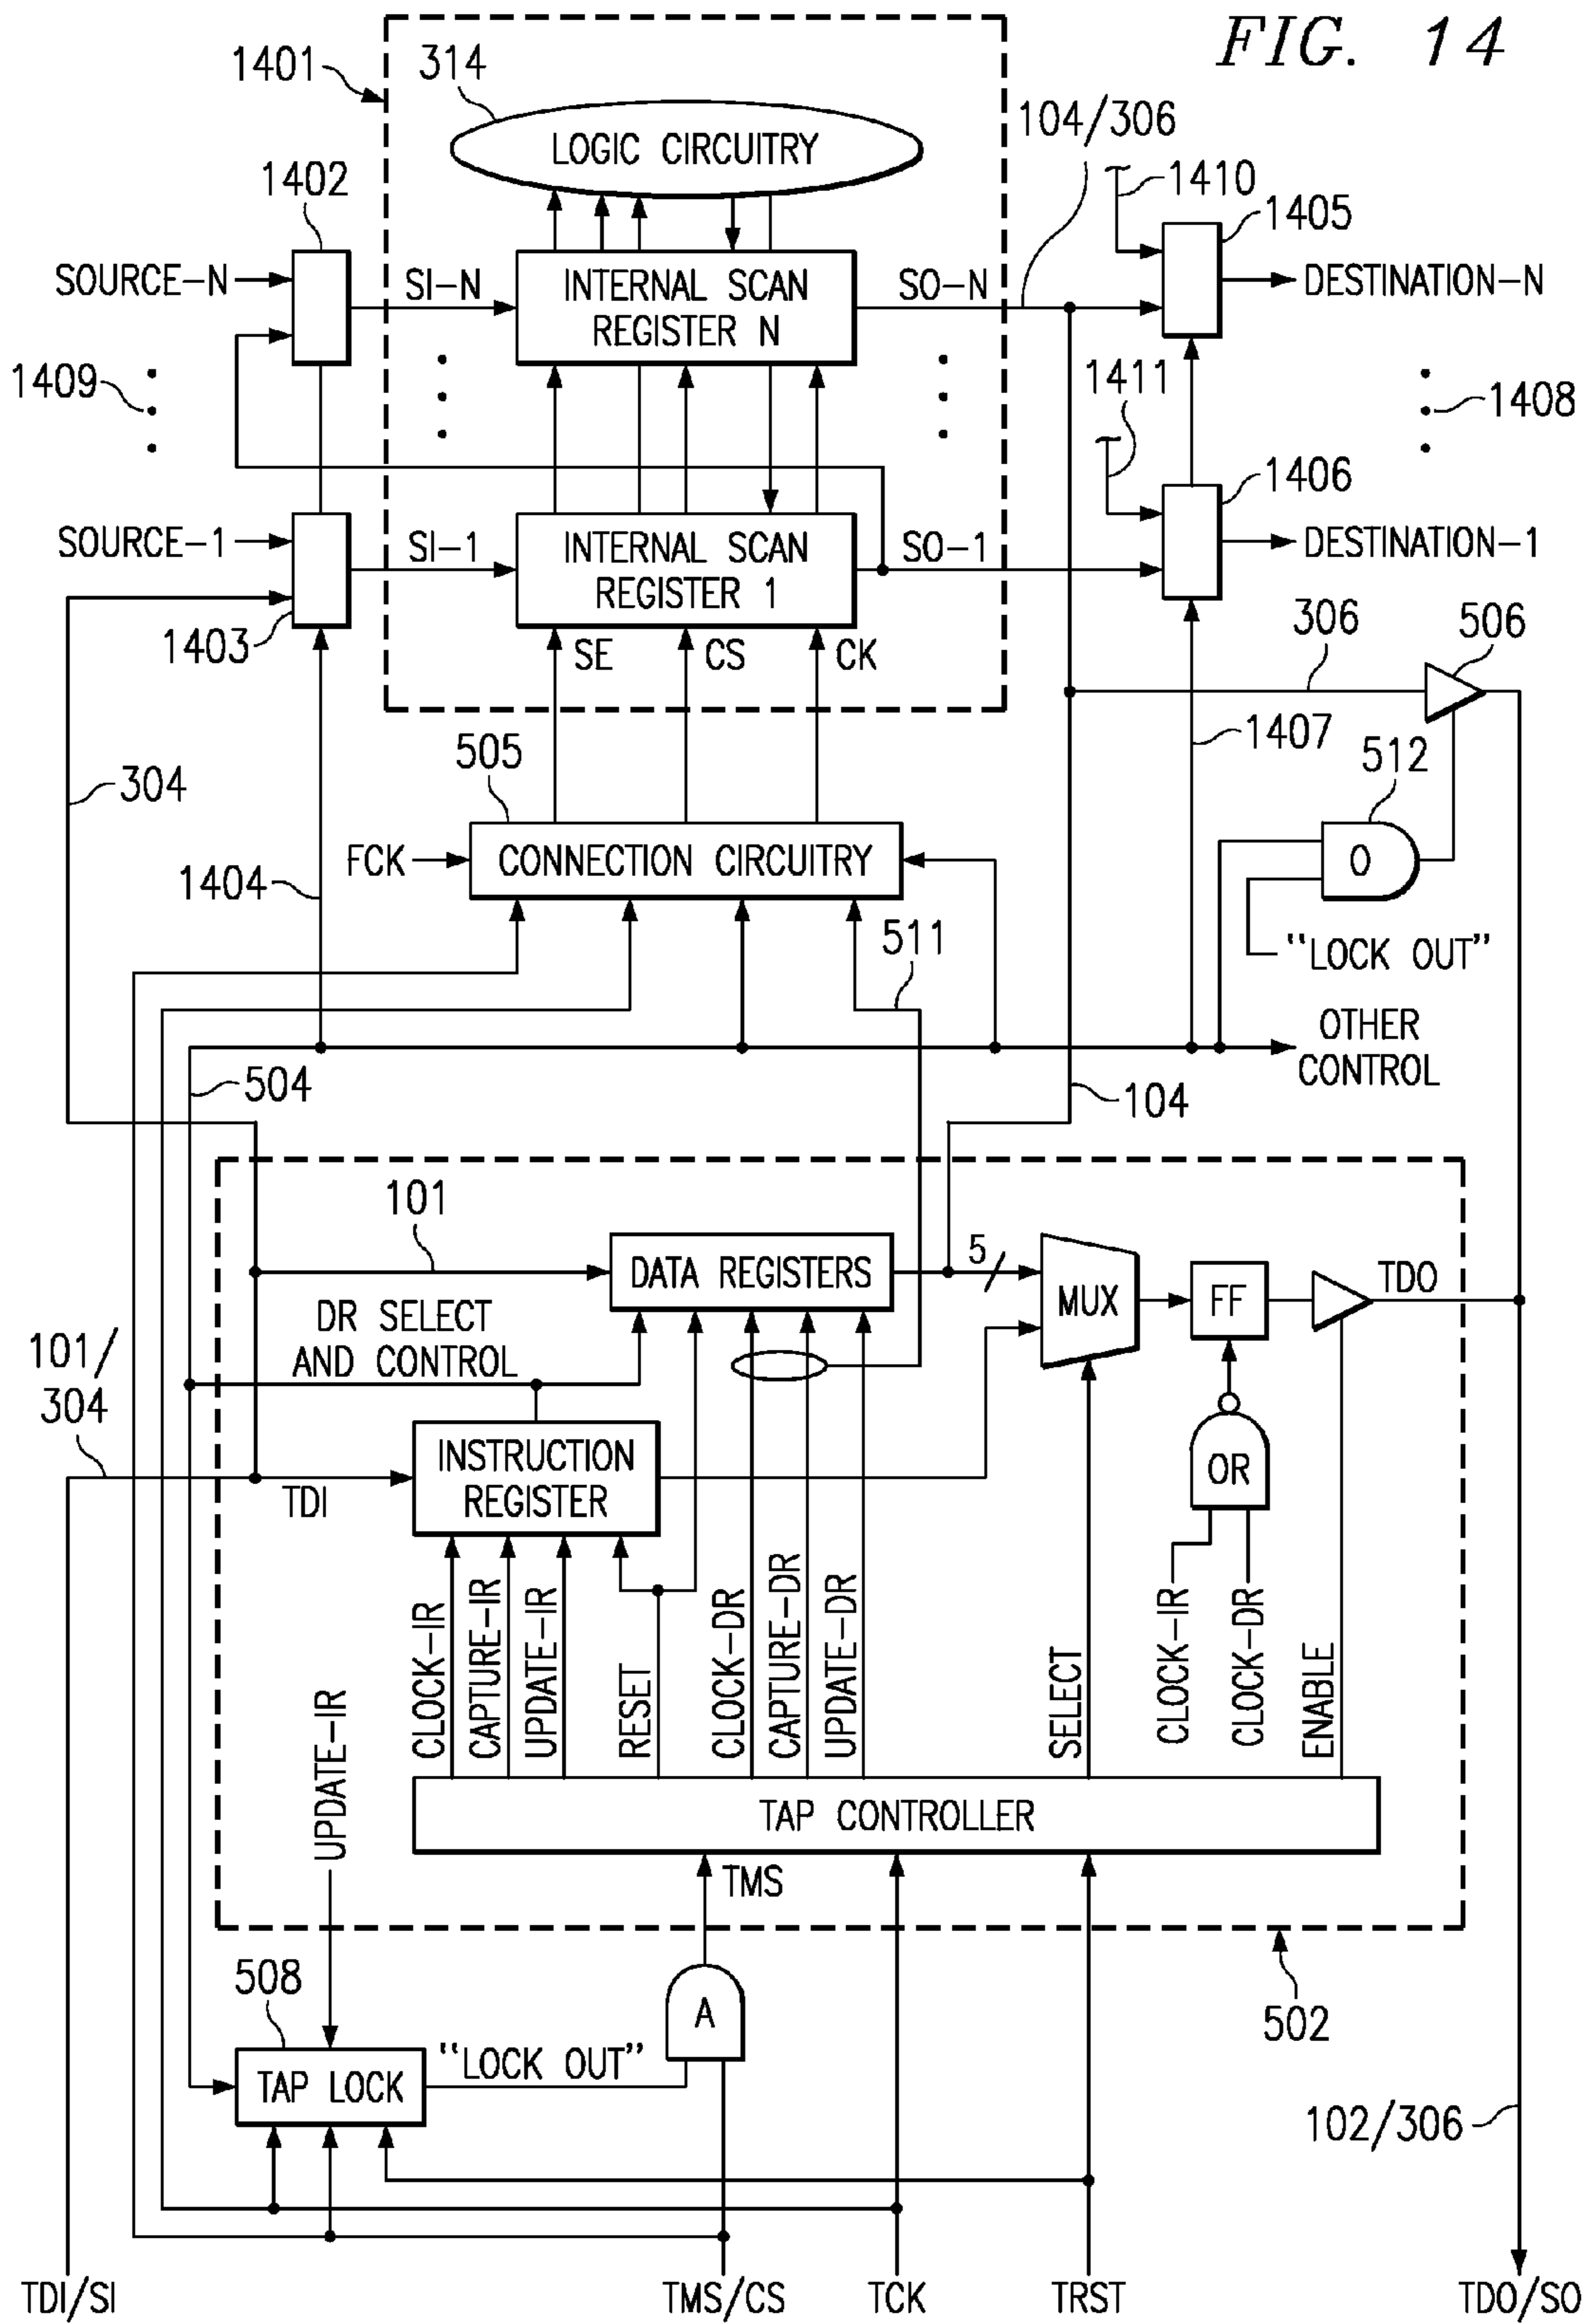 FIG. 14
1401
314
LOGIC CIRCUITRY
104/306
1402
1410
1405
SOURCE-N
SI-N
INTERNAL SCAN
REGISTER N
SO-N
DESTINATION-N
1409
1411
1408
1406
SOURCE-1
SI-1
INTERNAL SCAN
REGISTER 1
SO-1
DESTINATION-1
1403
SE
CS
CK
306
506
304
505
1407
512
FCK
CONNECTION CIRCUITRY
O
1404
511
"LOCK OUT"
OTHER
CONTROL
504
104
101
DATA REGISTERS
5
MUX
FF
TDO
DR SELECT
AND CONTROL
101/
304
INSTRUCTION
REGISTER
OR
TDI
CLOCK-IR
CAPTURE-IR
UPDATE-IR
RESET
CLOCK-DR
CAPTURE-DR
UPDATE-DR
SELECT
CLOCK-IR
CLOCK-DR
ENABLE
UPDATE-IR
TAP CONTROLLER
TMS
508
A
502
TAP LOCK
"LOCK OUT"
102/306
TDI/SI
TMS/CS
TCK
TRST
TDO/SO